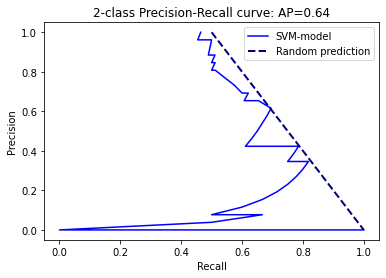 2-class Precision-Recall curve: AP=0.64
SVM-model
Random prediction
Precision
1.0
0.8
0.6
0.4
0.2
0.0
0.0 0.2 0.4 0.6 0.8 1.0
Recall